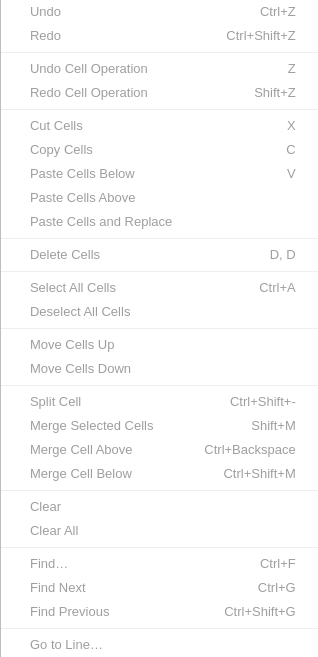 Undo Ctrl+Z
Redo Ctrl+Shift+Z
Undo Cell Operation Z
Redo Cell Operation Shift+Z
Cut Cells X
Copy Cells C
Paste Cells Below V
Paste Cells Above
Paste Cells and Replace
Delete Cells D, D
Select All Cells Ctrl+A
Deselect All Cells
Move Cells Up
Move Cells Down
Split Cell Ctrl+Shift+-
Merge Selected Cells Shift+M
Merge Cell Above Ctrl+Backspace
Merge Cell Below Ctrl+Shift+M
Clear
Clear All
Find… Ctrl+F
Find Next Ctrl+G
Find Previous Ctrl+Shift+G
Go to Line…